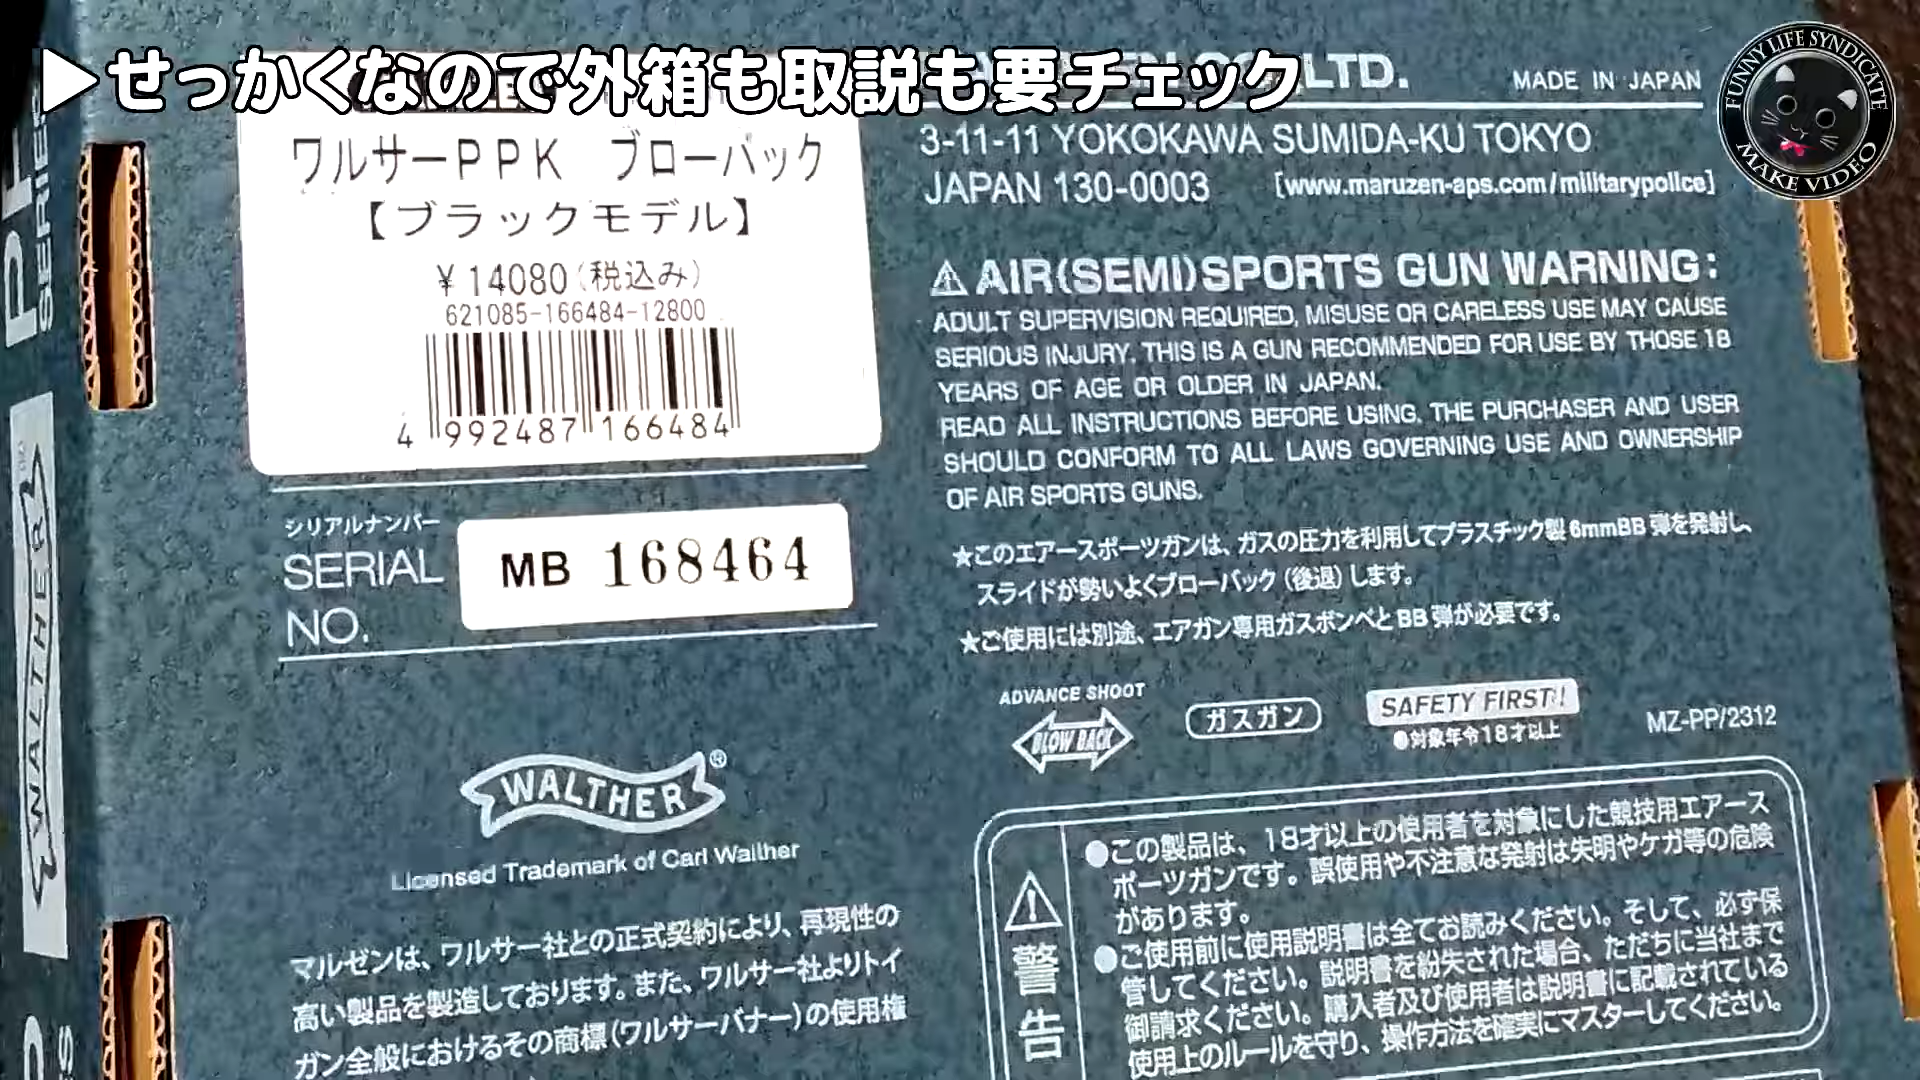 ▶せっかくなので外箱も取説も要チェック
LTD.
MADE IN JAPAN
FUNNY LIFE SYNDICATE
MAKE VIDEO
3-11-11 YOKOKAWA SUMIDA-KU TOKYO
JAPAN 130-0003
[www.maruzen-aps.com/militarypolice]
ワルサーPPK ブローバック
【ブラックモデル】
¥14080(税込み)
621085-166484-12800
4 992487 166484
シリアルナンバー
SERIAL
NO.
MB 168464
⚠AIR(SEMI)SPORTS GUN WARNING:
ADULT SUPERVISION REQUIRED, MISUSE OR CARELESS USE MAY CAUSE
SERIOUS INJURY. THIS IS A GUN RECOMMENDED FOR USE BY THOSE 18
YEARS OF AGE OR OLDER IN JAPAN.
READ ALL INSTRUCTIONS BEFORE USING. THE PURCHASER AND USER
SHOULD CONFORM TO ALL LAWS GOVERNING USE AND OWNERSHIP
OF AIR SPORTS GUNS.
★このエアースポーツガンは、ガスの圧力を利用してプラスチック製6mmBB弾を発射し、
スライドが勢いよくブローバック(後退)します。
★ご使用には別途、エアガン専用ガスボンベとBB弾が必要です。
ADVANCE SHOOT
BLOW BACK
ガスガン
SAFETY FIRST!
●対象年令18才以上
MZ-PP/2312
WALTHER®
Licensed Trademark of Carl Walther
マルゼンは、ワルサー社との正式契約により、再現性の
高い製品を製造しております。また、ワルサー社よりトイ
ガン全般におけるその商標(ワルサーバナー)の使用権
⚠警告
●この製品は、18才以上の使用者を対象にした競技用エアース
ポーツガンです。誤使用や不注意な発射は失明やケガ等の危険
があります。
●ご使用前に使用説明書は全てお読みください。そして、必ず保
管してください。説明書を紛失された場合、ただちに当社まで
御請求ください。購入者及び使用者は説明書に記載されている
使用上のルールを守り、操作方法を確実にマスターしてください。
SERIES
WALTHER